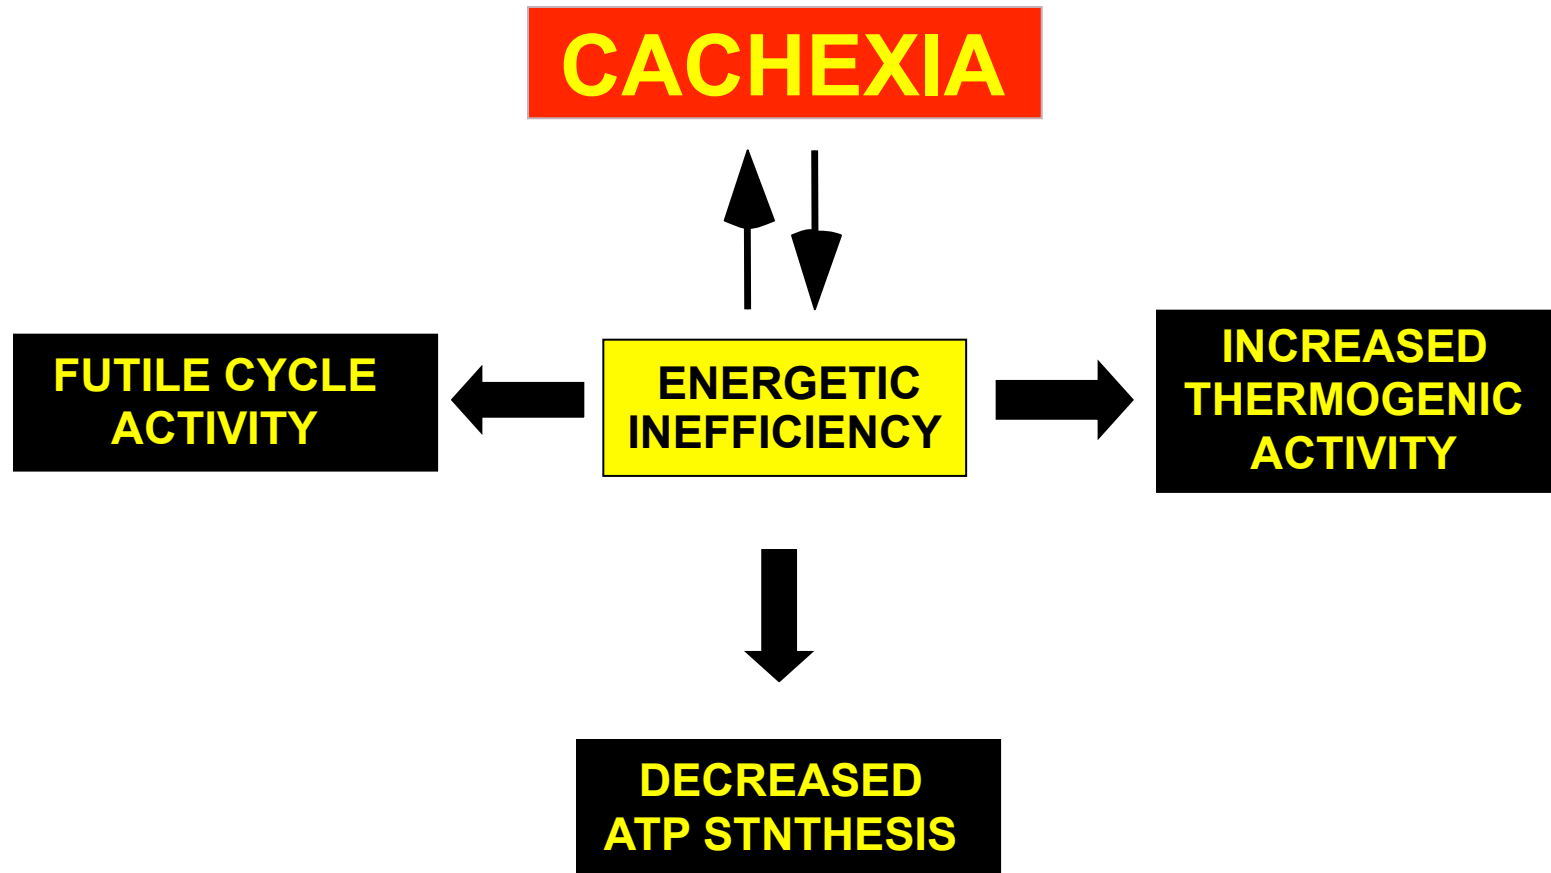 CACHEXIA
FUTILE CYCLE
ACTIVITY
ENERGETIC
INEFFICIENCY
INCREASED
THERMOGENIC
ACTIVITY
DECREASED
ATP STNTHESIS